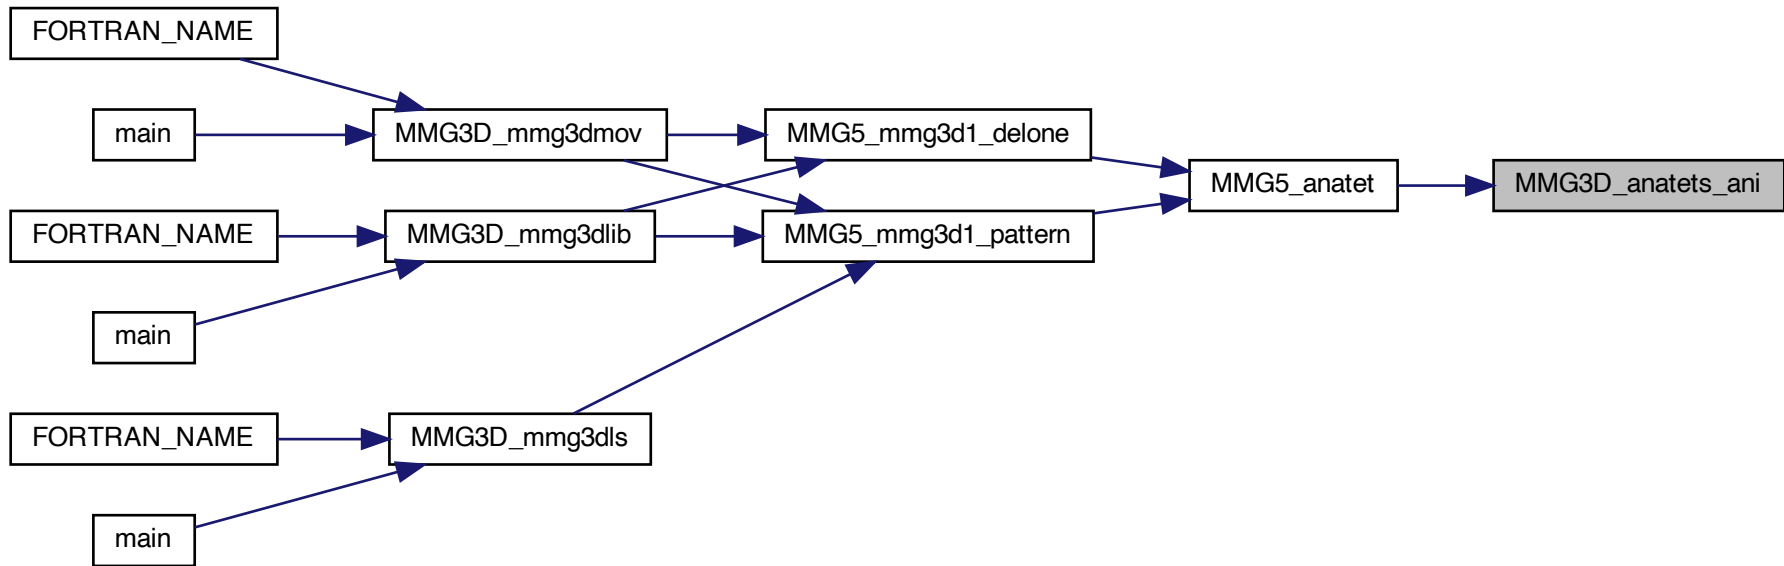 FORTRAN_NAME
main
MMG3D_mmg3dmov
MMG5_mmg3d1_delone
MMG5_anatet
MMG3D_anatets_ani
FORTRAN_NAME
MMG3D_mmg3dlib
MMG5_mmg3d1_pattern
main
FORTRAN_NAME
MMG3D_mmg3dls
main